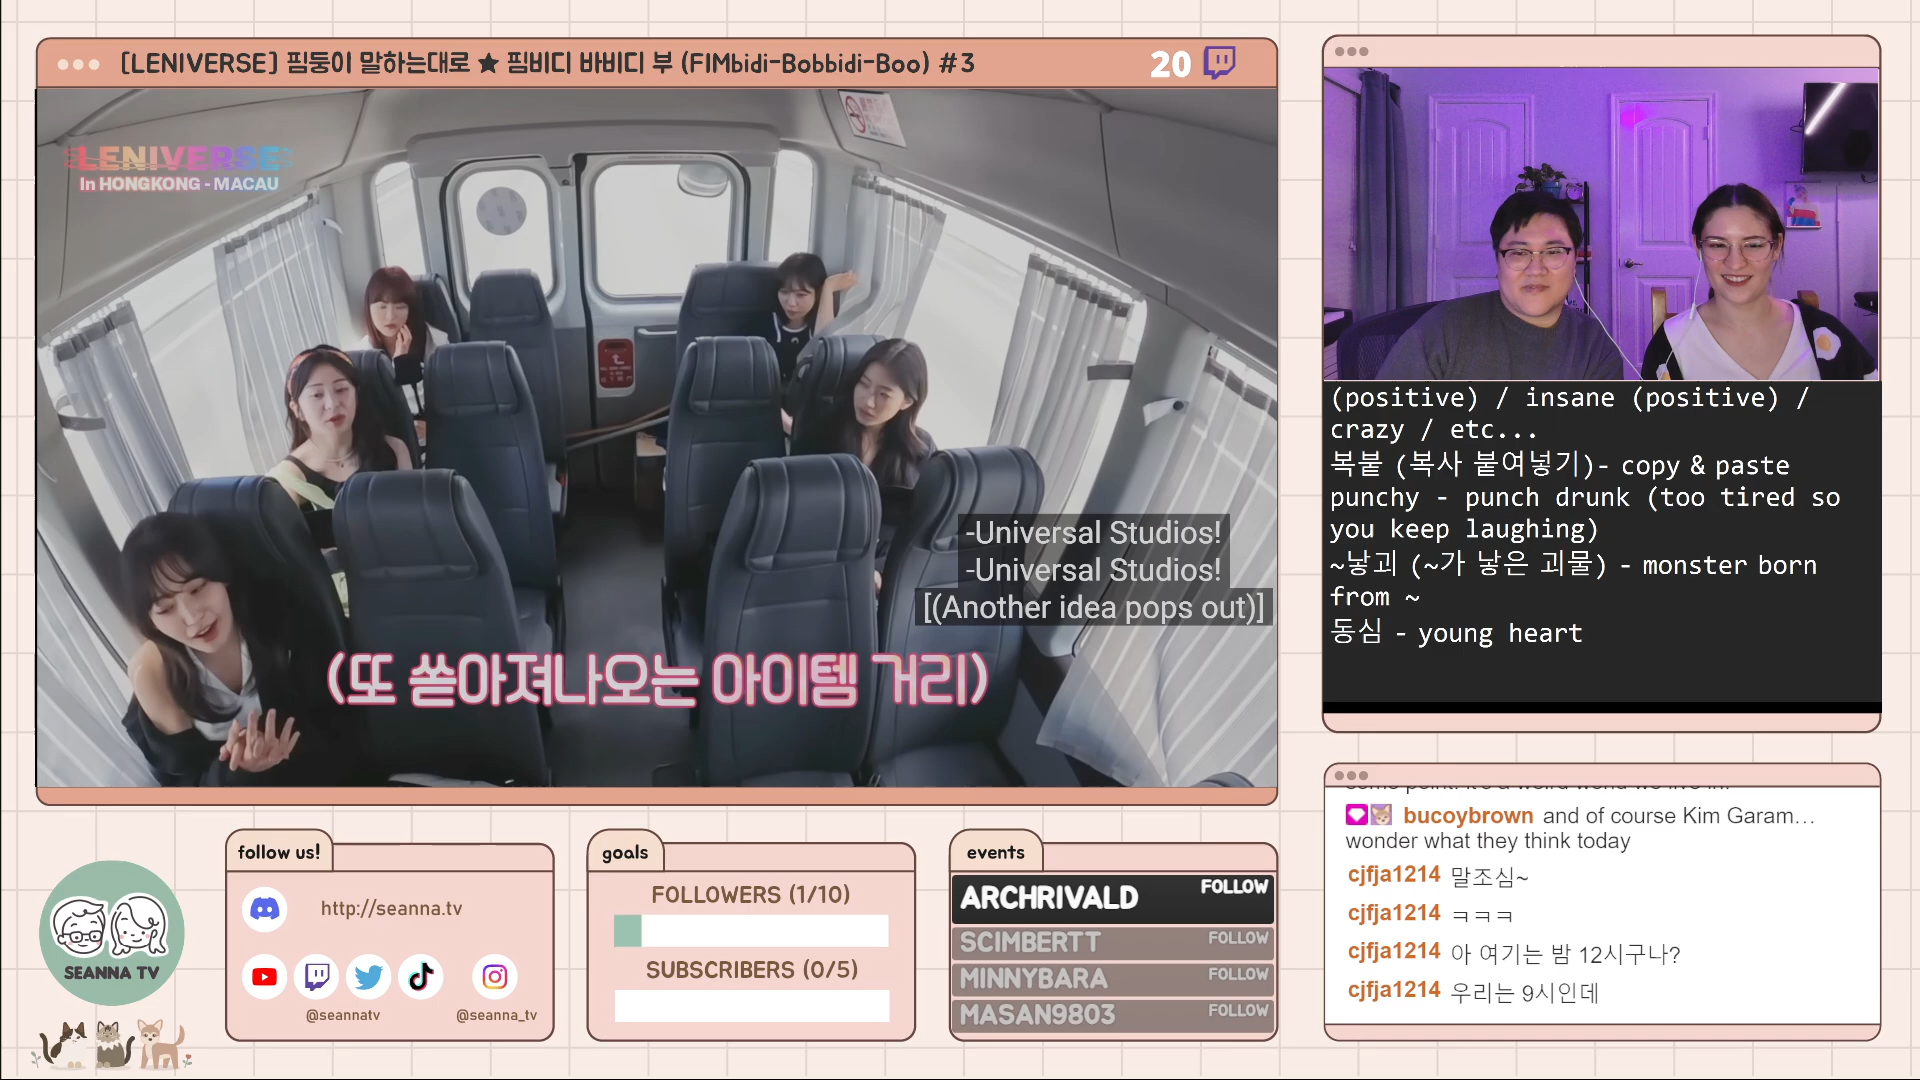 [LENIVERSE] 핌둥이 말하는대로 ★ 핌비디 바비디 부 (FIMbidi-Bobbidi-Boo) #3
20
LENIVERSE
In HONGKONG - MACAU
-Universal Studios!
-Universal Studios!
[(Another idea pops out)]
(또 쏟아져나오는 아이템 거리)
(positive) / insane (positive) /
crazy / etc...
복붙 (복사 붙여넣기)- copy & paste
punchy - punch drunk (too tired so
you keep laughing)
~낳괴 (~가 낳은 괴물) - monster born
from ~
동심 - young heart
bucoybrown and of course Kim Garam...
wonder what they think today
cjfja1214 말조심~
cjfja1214 ㅋㅋㅋ
cjfja1214 아 여기는 밤 12시구나?
cjfja1214 우리는 9시인데
SEANNA TV
follow us!
http://seanna.tv
@seannatv
@seanna_tv
goals
FOLLOWERS (1/10)
SUBSCRIBERS (0/5)
events
ARCHRIVALD FOLLOW
SCIMBERTT FOLLOW
MINNYBARA FOLLOW
MASAN9803 FOLLOW